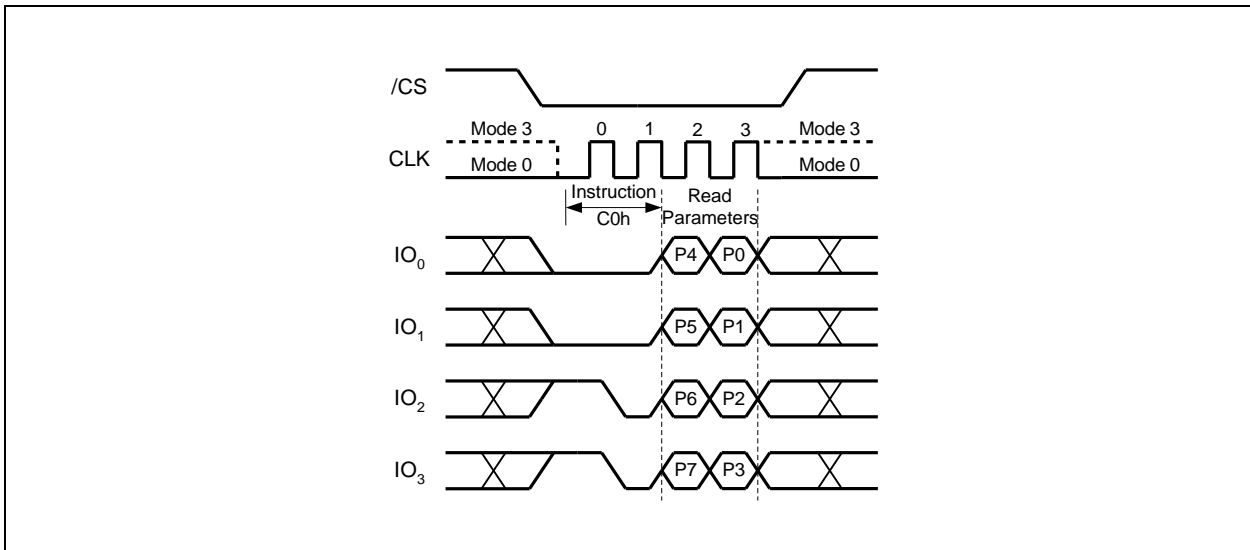 /CS
Mode 3 0 1 2 3 Mode 3
CLK
Mode 0 Mode 0
Instruction Read
C0h Parameters
IO0 P4 P0
IO1 P5 P1
IO2 P6 P2
IO3 P7 P3